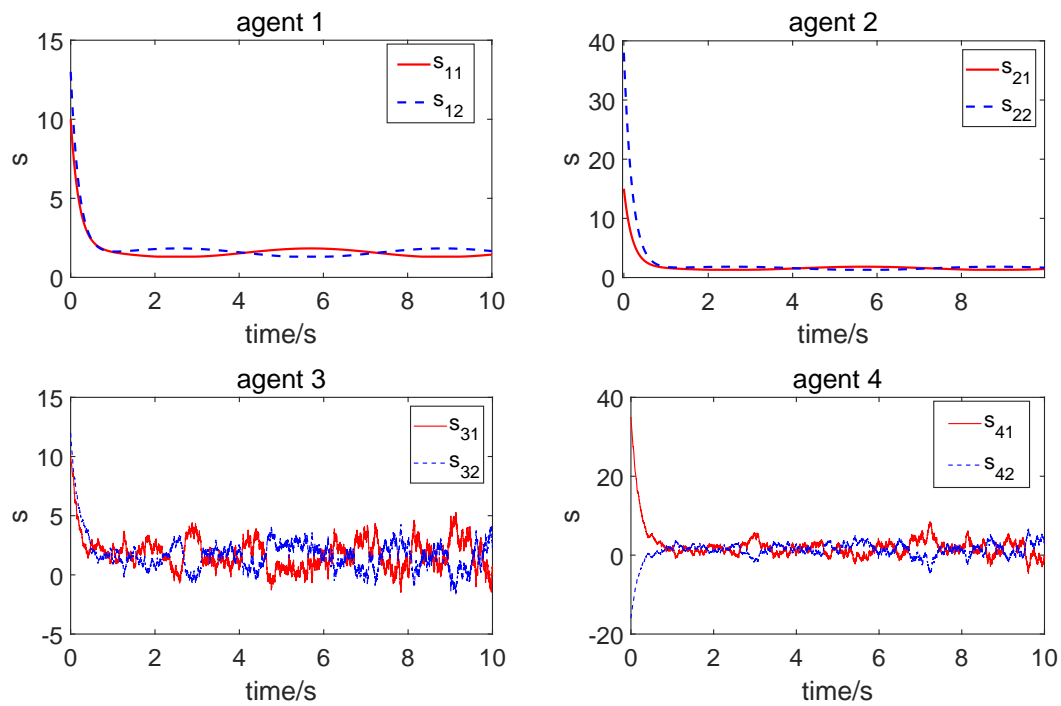 agent 1
15
10
5
0
s
s11
s12
0 2 4 6 8 10
time/s
agent 2
40
30
20
10
0
s
s21
s22
0 2 4 6 8
time/s
agent 3
15
10
5
0
-5
s
s31
s32
0 2 4 6 8 10
time/s
agent 4
40
20
0
-20
s
s41
s42
0 2 4 6 8 10
time/s